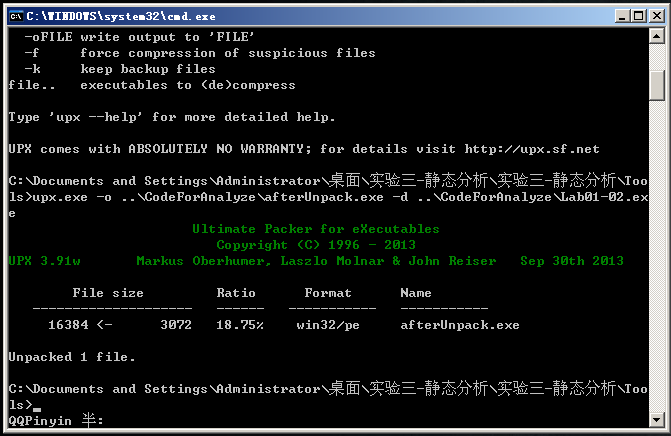 C:\WINDOWS\system32\cmd.exe
-oFILE write output to 'FILE'
-f force compression of suspicious files
-k keep backup files
file.. executables to (de)compress
Type 'upx --help' for more detailed help.
UPX comes with ABSOLUTELY NO WARRANTY; for details visit http://upx.sf.net
C:\Documents and Settings\Administrator\桌面\实验三-静态分析\实验三-静态分析\Too
ls>upx.exe -o ..\CodeForAnalyze\afterUnpack.exe -d ..\CodeForAnalyze\Lab01-02.ex
e
Ultimate Packer for eXecutables
Copyright (C) 1996 - 2013
UPX 3.91w Markus Oberhumer, Laszlo Molnar & John Reiser Sep 30th 2013
File size Ratio Format Name
-------------------- ------ ----------- -----------
16384 <- 3072 18.75% win32/pe afterUnpack.exe
Unpacked 1 file.
C:\Documents and Settings\Administrator\桌面\实验三-静态分析\实验三-静态分析\Too
ls>_
QQPinyin 半: